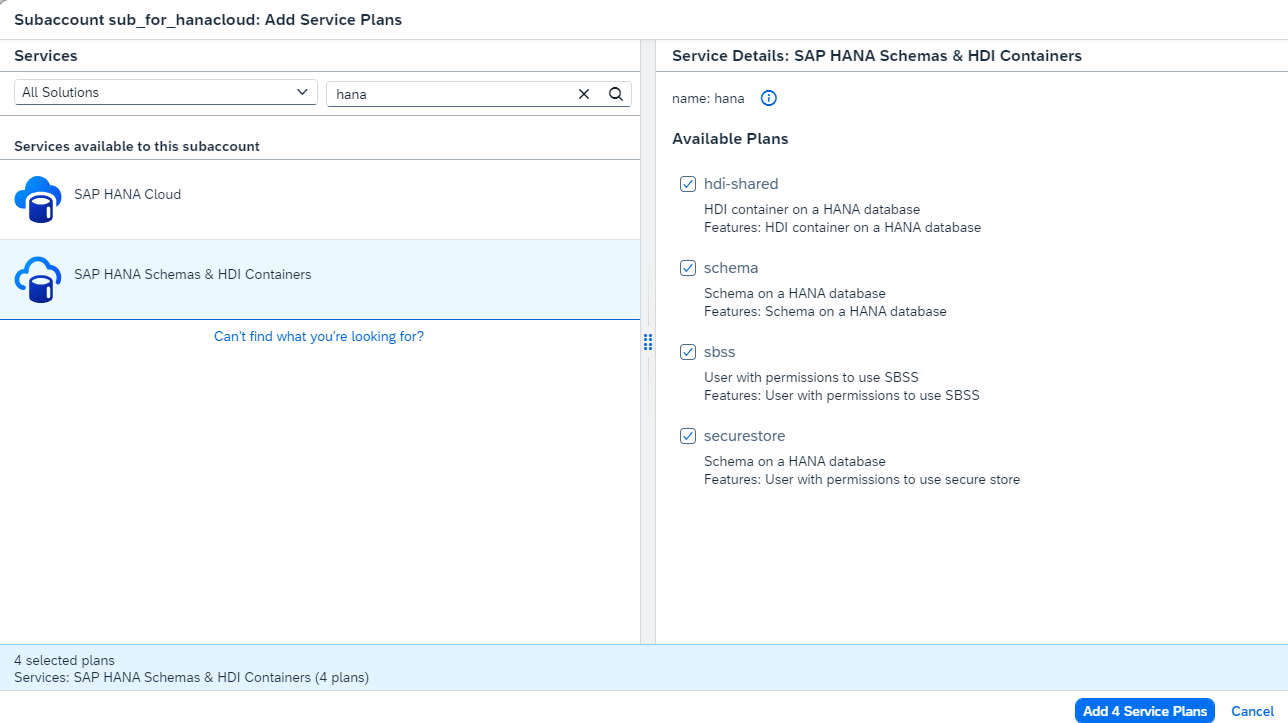 Subaccount sub_for_hanacloud: Add Service Plans
Services
All Solutions
hana
Services available to this subaccount
SAP HANA Cloud
SAP HANA Schemas & HDI Containers
Can't find what you're looking for?
Service Details: SAP HANA Schemas & HDI Containers
name: hana
Available Plans
hdi-shared
HDI container on a HANA database
Features: HDI container on a HANA database
schema
Schema on a HANA database
Features: Schema on a HANA database
sbss
User with permissions to use SBSS
Features: User with permissions to use SBSS
securestore
Schema on a HANA database
Features: User with permissions to use secure store
4 selected plans
Services: SAP HANA Schemas & HDI Containers (4 plans)
Add 4 Service Plans
Cancel